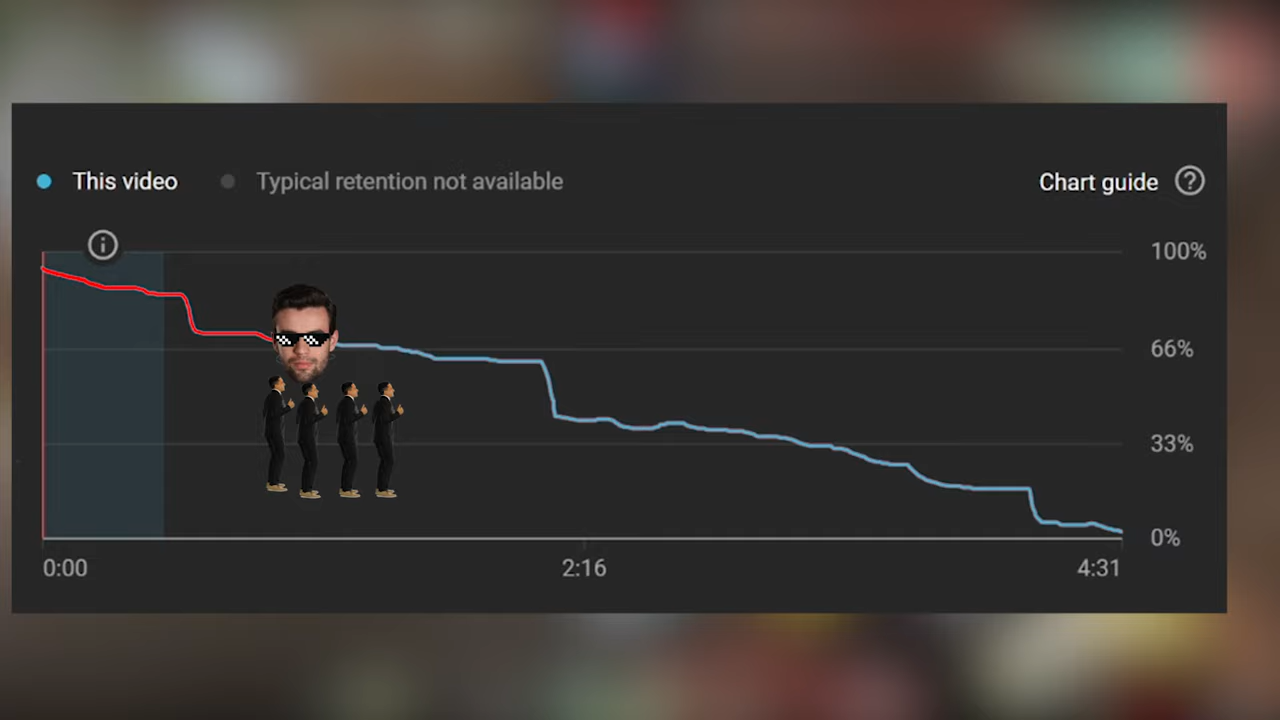 This video
Typical retention not available
Chart guide
100%
66%
33%
0%
0:00
2:16
4:31